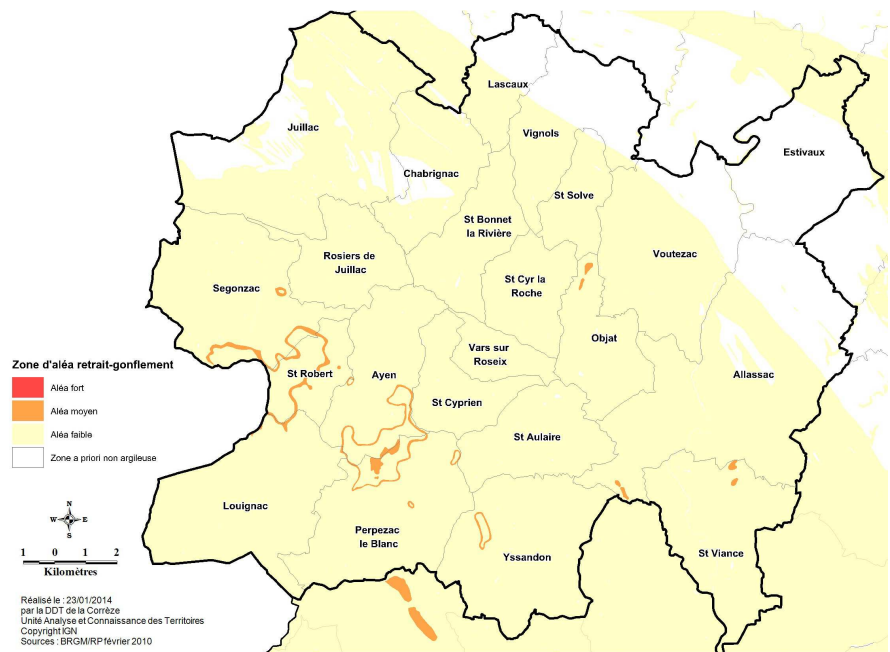 Lascaux
Juillac
Vignols
Estivaux
Chabrignac
St Solve
St Bonnet
la Rivière
Rosiers de
Juillac
Voutezac
St Cyr la
Roche
Segonzac
Objat
Vars sur
Roseix
Zone d'aléa retrait-gonflement
Aléa fort
Aléa moyen
Aléa faible
Zone a priori non argileuse
St Robert
Ayen
Allassac
St Cyprien
St Aulaire
Louignac
Perpezac
le Blanc
Yssandon
St Viance
N
W E
S
1 0 1 2
Kilomètres
Réalisé le : 23/01/2014
par la DDT de la Corrèze
Unité Analyse et Connaissance des Territoires
Copyright IGN
Sources : BRGM/RP février 2010